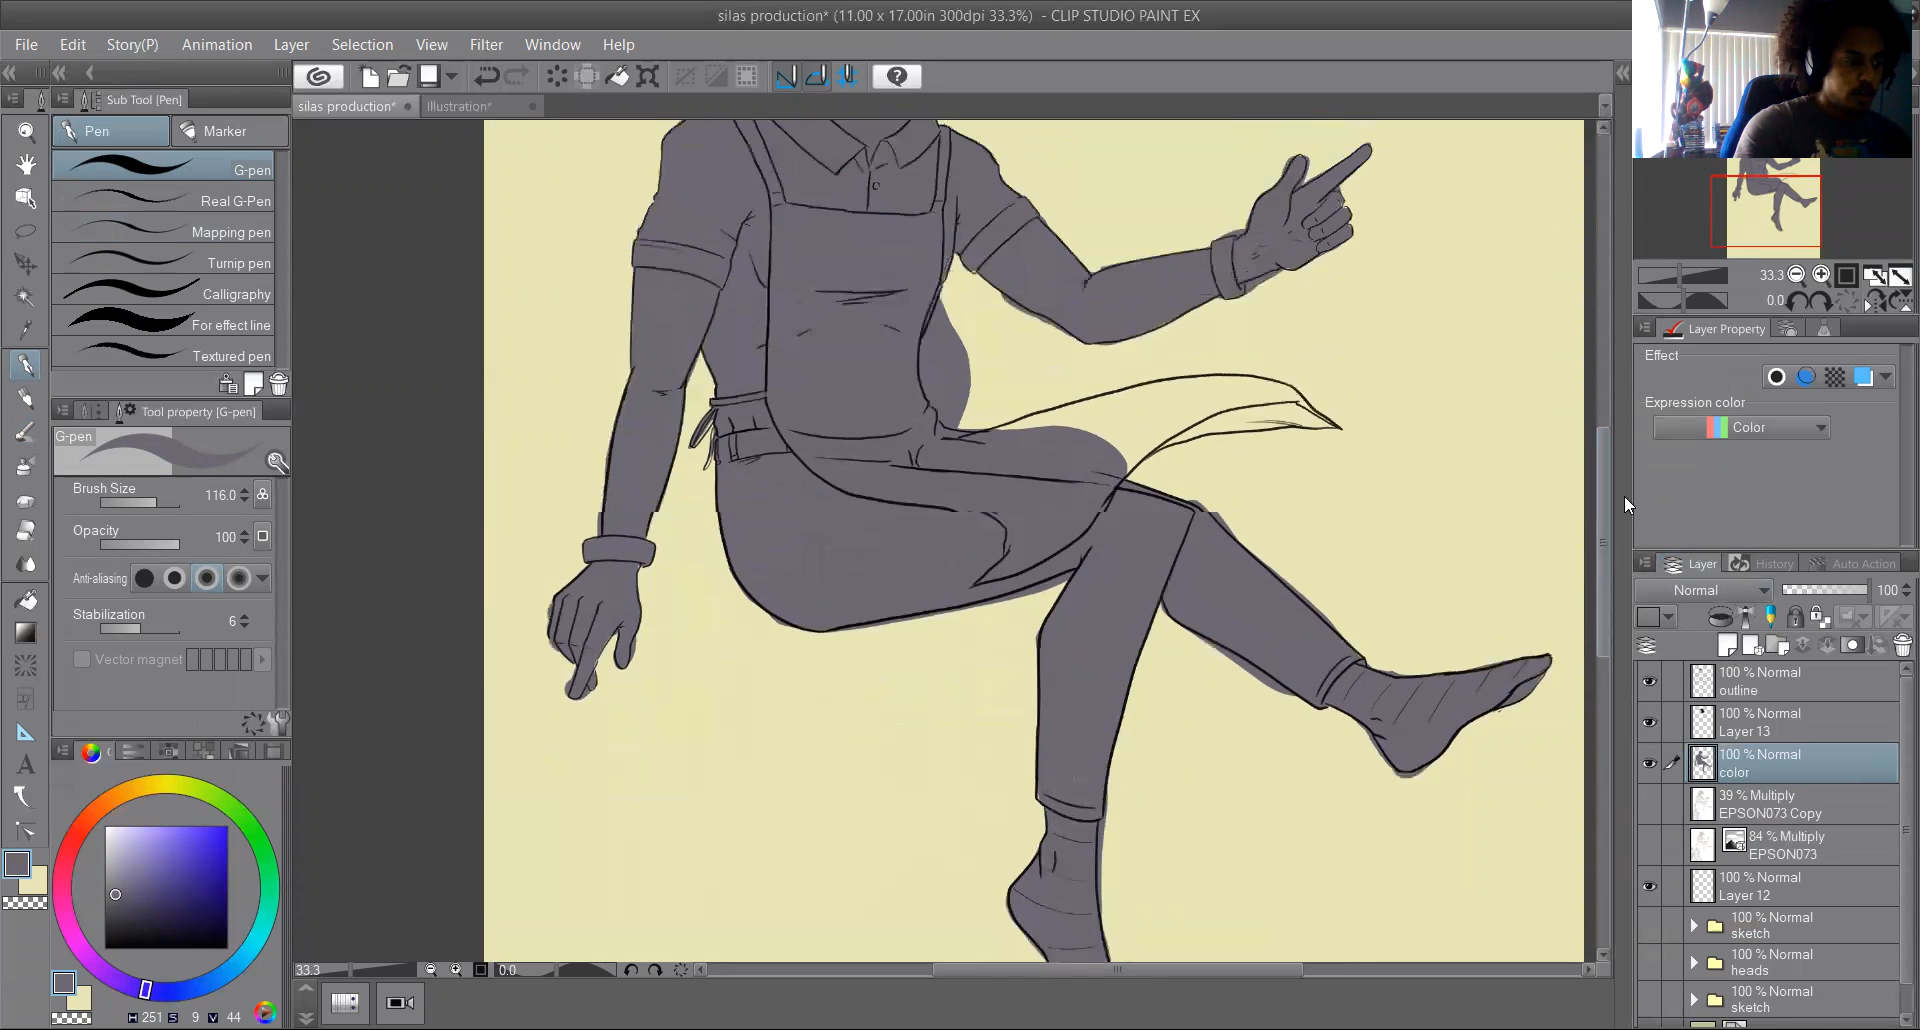 silas production* (11.00 x 17.00in 300dpi 33.3%) - CLIP STUDIO PAINT EX
File Edit Story(P) Animation Layer Selection View Filter Window Help
Sub Tool [Pen]
silas production* Illustration*
Pen Marker
G-pen
Real G-Pen
Mapping pen
Turnip pen
Calligraphy
For effect line
Textured pen
Tool property [G-pen]
G-pen
Brush Size 116.0
Opacity 100
Anti-aliasing
Stabilization 6
Vector magnet
H 251 S 9 V 44
33.3 0.0
33.3
0.0
Layer Property
Effect
Expression color
Color
Layer History Auto Action
Normal 100
100 % Normal
outline
100 % Normal
Layer 13
100 % Normal
color
39 % Multiply
EPSON073 Copy
84 % Multiply
EPSON073
100 % Normal
Layer 12
100 % Normal
sketch
100 % Normal
heads
100 % Normal
sketch